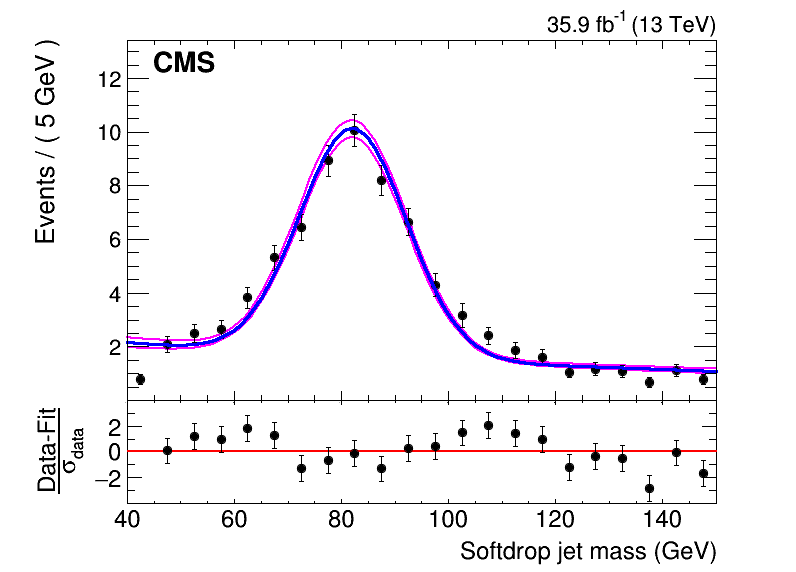 35.9 fb⁻¹ (13 TeV)
CMS
Events / ( 5 GeV )
12
10
8
6
4
2
Data-Fit
σdata
2
0
−2
40 60 80 100 120 140
Softdrop jet mass (GeV)